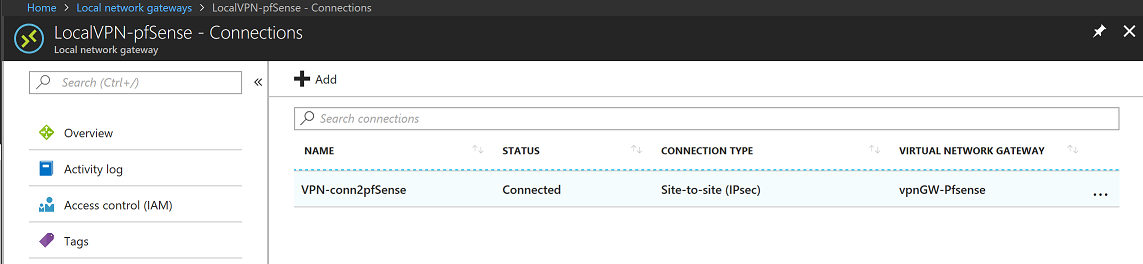 Home > Local network gateways > LocalVPN-pfSense - Connections
LocalVPN-pfSense - Connections
Local network gateway
Search (Ctrl+/)
«
Overview
Activity log
Access control (IAM)
Tags
Add
Search connections
NAME STATUS CONNECTION TYPE VIRTUAL NETWORK GATEWAY
VPN-conn2pfSense Connected Site-to-site (IPsec) vpnGW-Pfsense ...